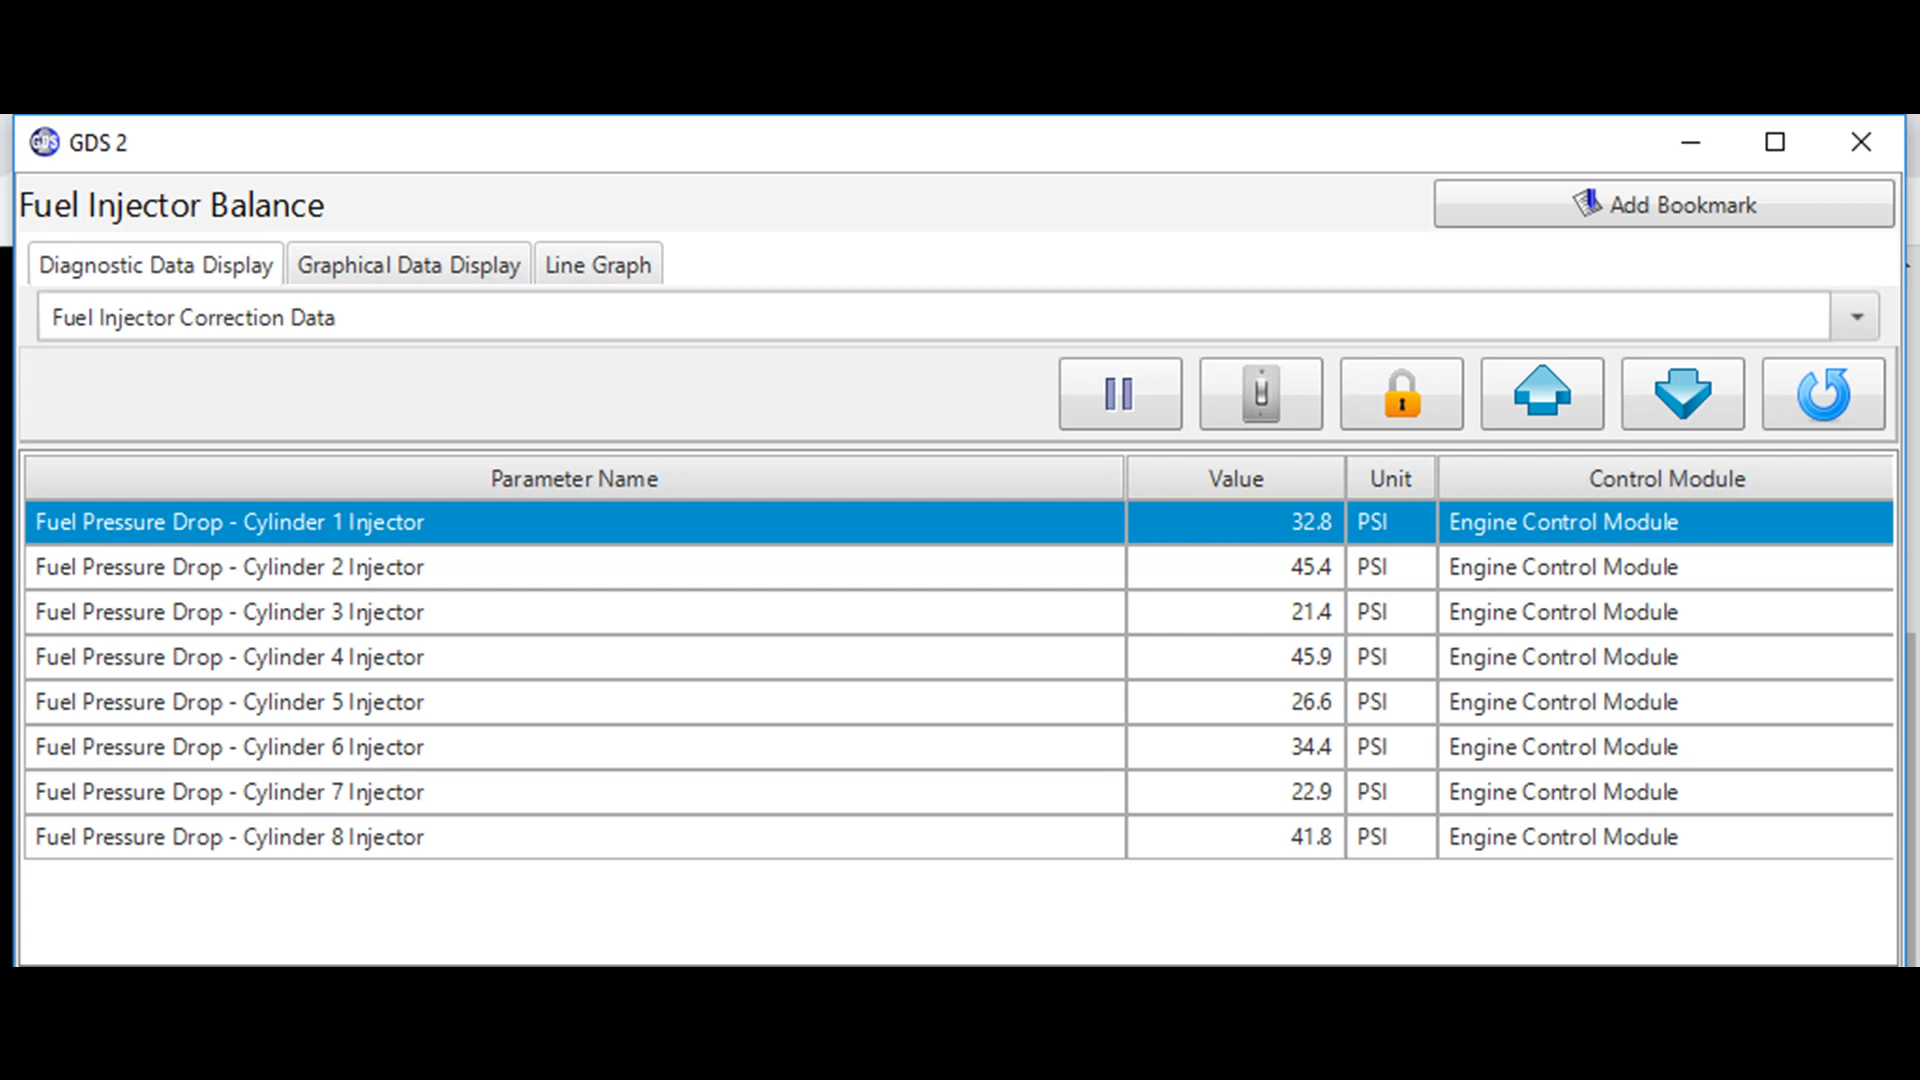 GDS 2
Fuel Injector Balance
Add Bookmark
Diagnostic Data Display Graphical Data Display Line Graph
Fuel Injector Correction Data
Parameter Name Value Unit Control Module
Fuel Pressure Drop - Cylinder 1 Injector 32.8 PSI Engine Control Module
Fuel Pressure Drop - Cylinder 2 Injector 45.4 PSI Engine Control Module
Fuel Pressure Drop - Cylinder 3 Injector 21.4 PSI Engine Control Module
Fuel Pressure Drop - Cylinder 4 Injector 45.9 PSI Engine Control Module
Fuel Pressure Drop - Cylinder 5 Injector 26.6 PSI Engine Control Module
Fuel Pressure Drop - Cylinder 6 Injector 34.4 PSI Engine Control Module
Fuel Pressure Drop - Cylinder 7 Injector 22.9 PSI Engine Control Module
Fuel Pressure Drop - Cylinder 8 Injector 41.8 PSI Engine Control Module